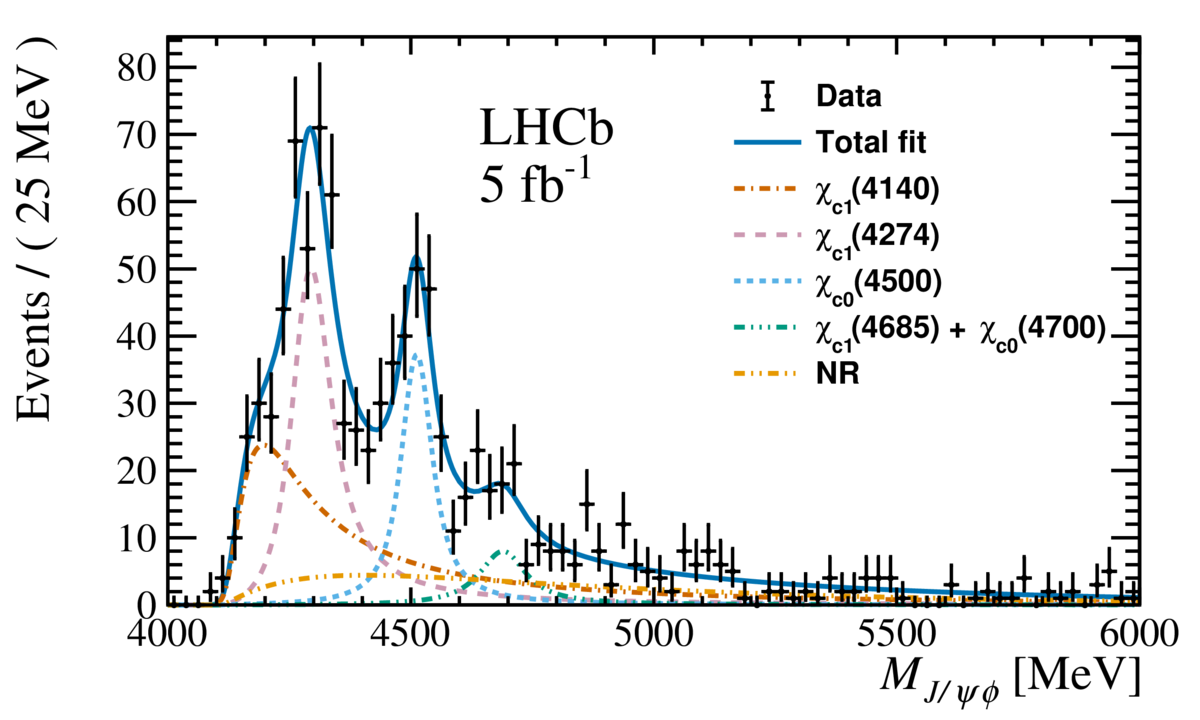 Events / ( 25 MeV )
80
70
60
50
40
30
20
10
0
LHCb
5 fb⁻¹
Data
Total fit
χc1(4140)
χc1(4274)
χc0(4500)
χc1(4685) + χc0(4700)
NR
4000 4500 5000 5500 6000
M_J/ψϕ [MeV]